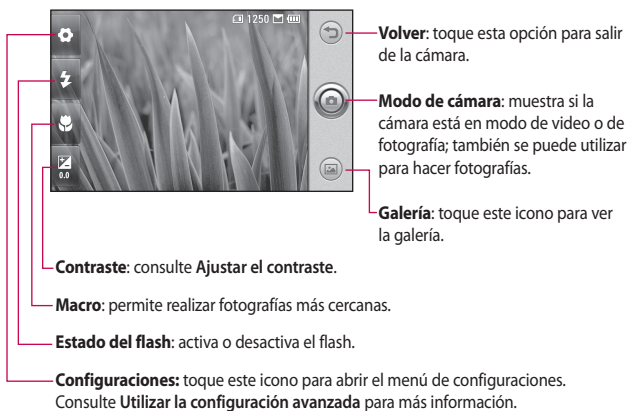 1250
0.0
Volver: toque esta opción para salir
de la cámara.
Modo de cámara: muestra si la
cámara está en modo de video o de
fotografía; también se puede utilizar
para hacer fotografías.
Galería: toque este icono para ver
la galería.
Contraste: consulte Ajustar el contraste.
Macro: permite realizar fotografías más cercanas.
Estado del flash: activa o desactiva el flash.
Configuraciones: toque este icono para abrir el menú de configuraciones.
Consulte Utilizar la configuración avanzada para más información.